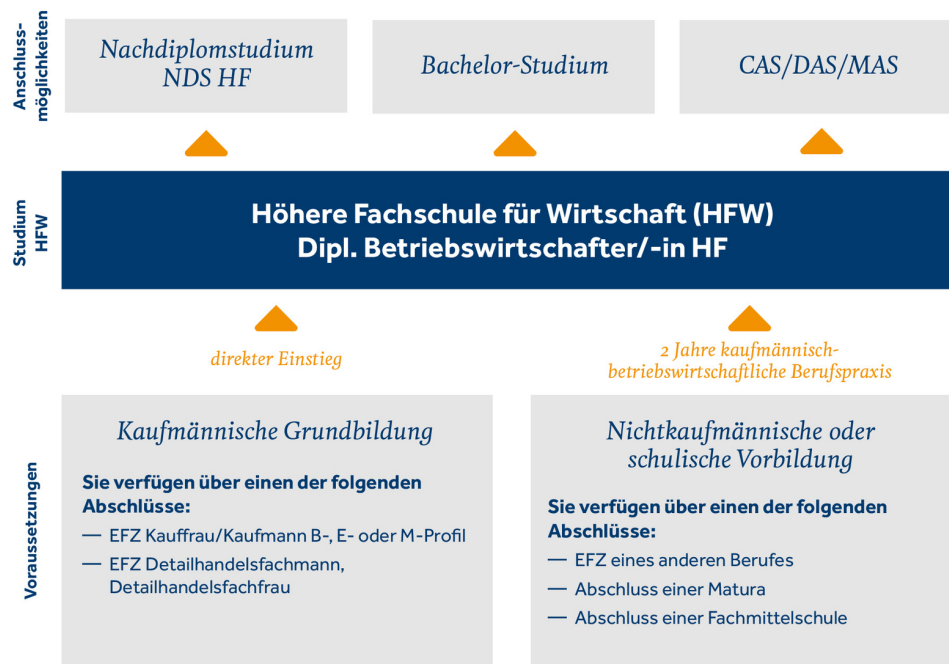 Anschluss-
möglichkeiten
Nachdiplomstudium
NDS HF
Bachelor-Studium
CAS/DAS/MAS
Studium
HFW
Höhere Fachschule für Wirtschaft (HFW)
Dipl. Betriebswirtschafter/-in HF
direkter Einstieg
2 Jahre kaufmännisch-
betriebswirtschaftliche Berufspraxis
Voraussetzungen
Kaufmännische Grundbildung
Sie verfügen über einen der folgenden
Abschlüsse:
— EFZ Kauffrau/Kaufmann B-, E- oder M-Profil
— EFZ Detailhandelsfachmann,
Detailhandelsfachfrau
Nichtkaufmännische oder
schulische Vorbildung
Sie verfügen über einen der folgenden
Abschlüsse:
— EFZ eines anderen Berufes
— Abschluss einer Matura
— Abschluss einer Fachmittelschule